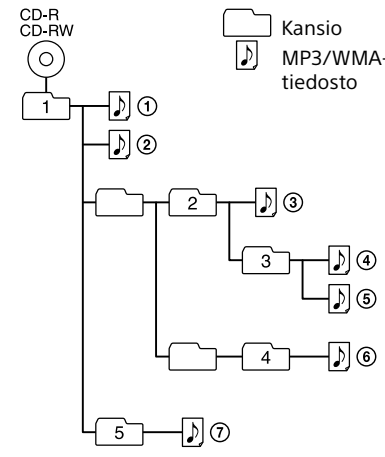 CD-R
CD-RW
Kansio
MP3/WMA-
tiedosto
1
①
②
2
③
3
④
⑤
4
⑥
5
⑦